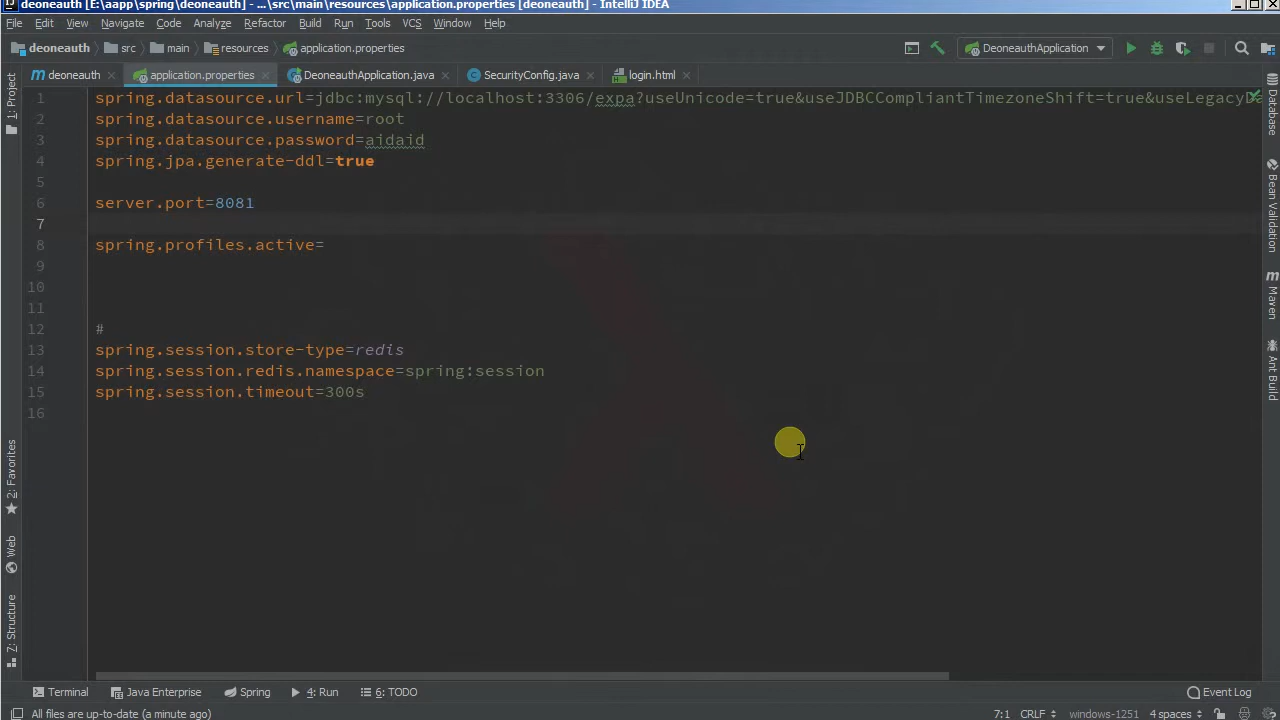 deoneauth [E:\aapp\spring\deoneauth] - ...\src\main\resources\application.properties [deoneauth] - IntelliJ IDEA
File Edit View Navigate Code Analyze Refactor Build Run Tools VCS Window Help
deoneauth src main resources application.properties DeoneauthApplication
deoneauth application.properties DeoneauthApplication.java SecurityConfig.java login.html
1 spring.datasource.url=jdbc:mysql://localhost:3306/expa?useUnicode=true&useJDBCCompliantTimezoneShift=true&useLegacyDa
2 spring.datasource.username=root
3 spring.datasource.password=aidaid
4 spring.jpa.generate-ddl=true
5
6 server.port=8081
7
8 spring.profiles.active=
9
10
11
12 #
13 spring.session.store-type=redis
14 spring.session.redis.namespace=spring:session
15 spring.session.timeout=300s
16
1: Project
2: Favorites
Web
7: Structure
Database
Bean Validation
Maven
Ant Build
Terminal Java Enterprise Spring 4: Run 6: TODO Event Log
All files are up-to-date (a minute ago) 7:1 CRLF windows-1251 4 spaces